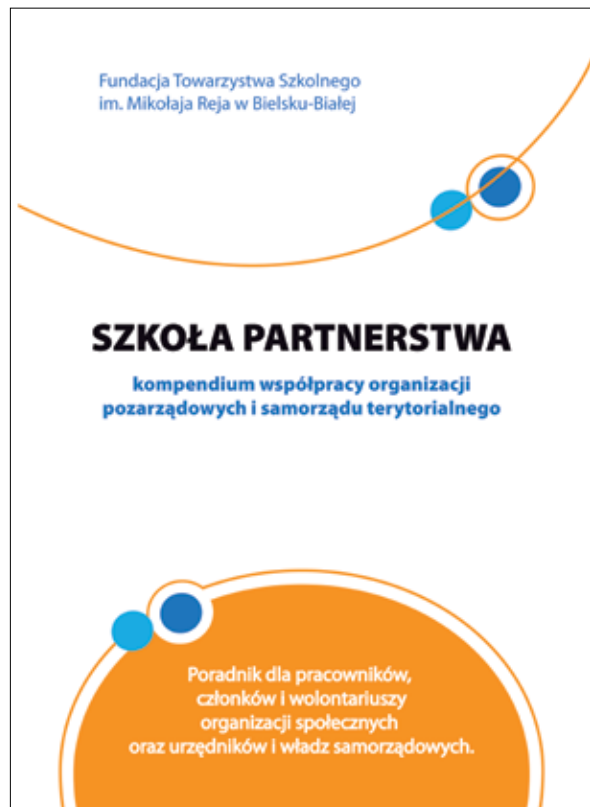 Fundacja Towarzystwa Szkolnego
im. Mikołaja Reja w Bielsku-Białej
SZKOŁA PARTNERSTWA
kompendium współpracy organizacji
pozarządowych i samorządu terytorialnego
Poradnik dla pracowników,
członków i wolontariuszy
organizacji społecznych
oraz urzędników i władz samorządowych.